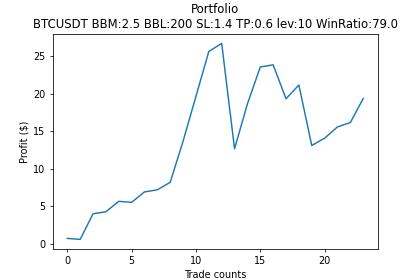 Portfolio
BTCUSDT BBM:2.5 BBL:200 SL:1.4 TP:0.6 lev:10 WinRatio:79.0
25
20
15
10
5
0
Profit ($)
0 5 10 15 20
Trade counts